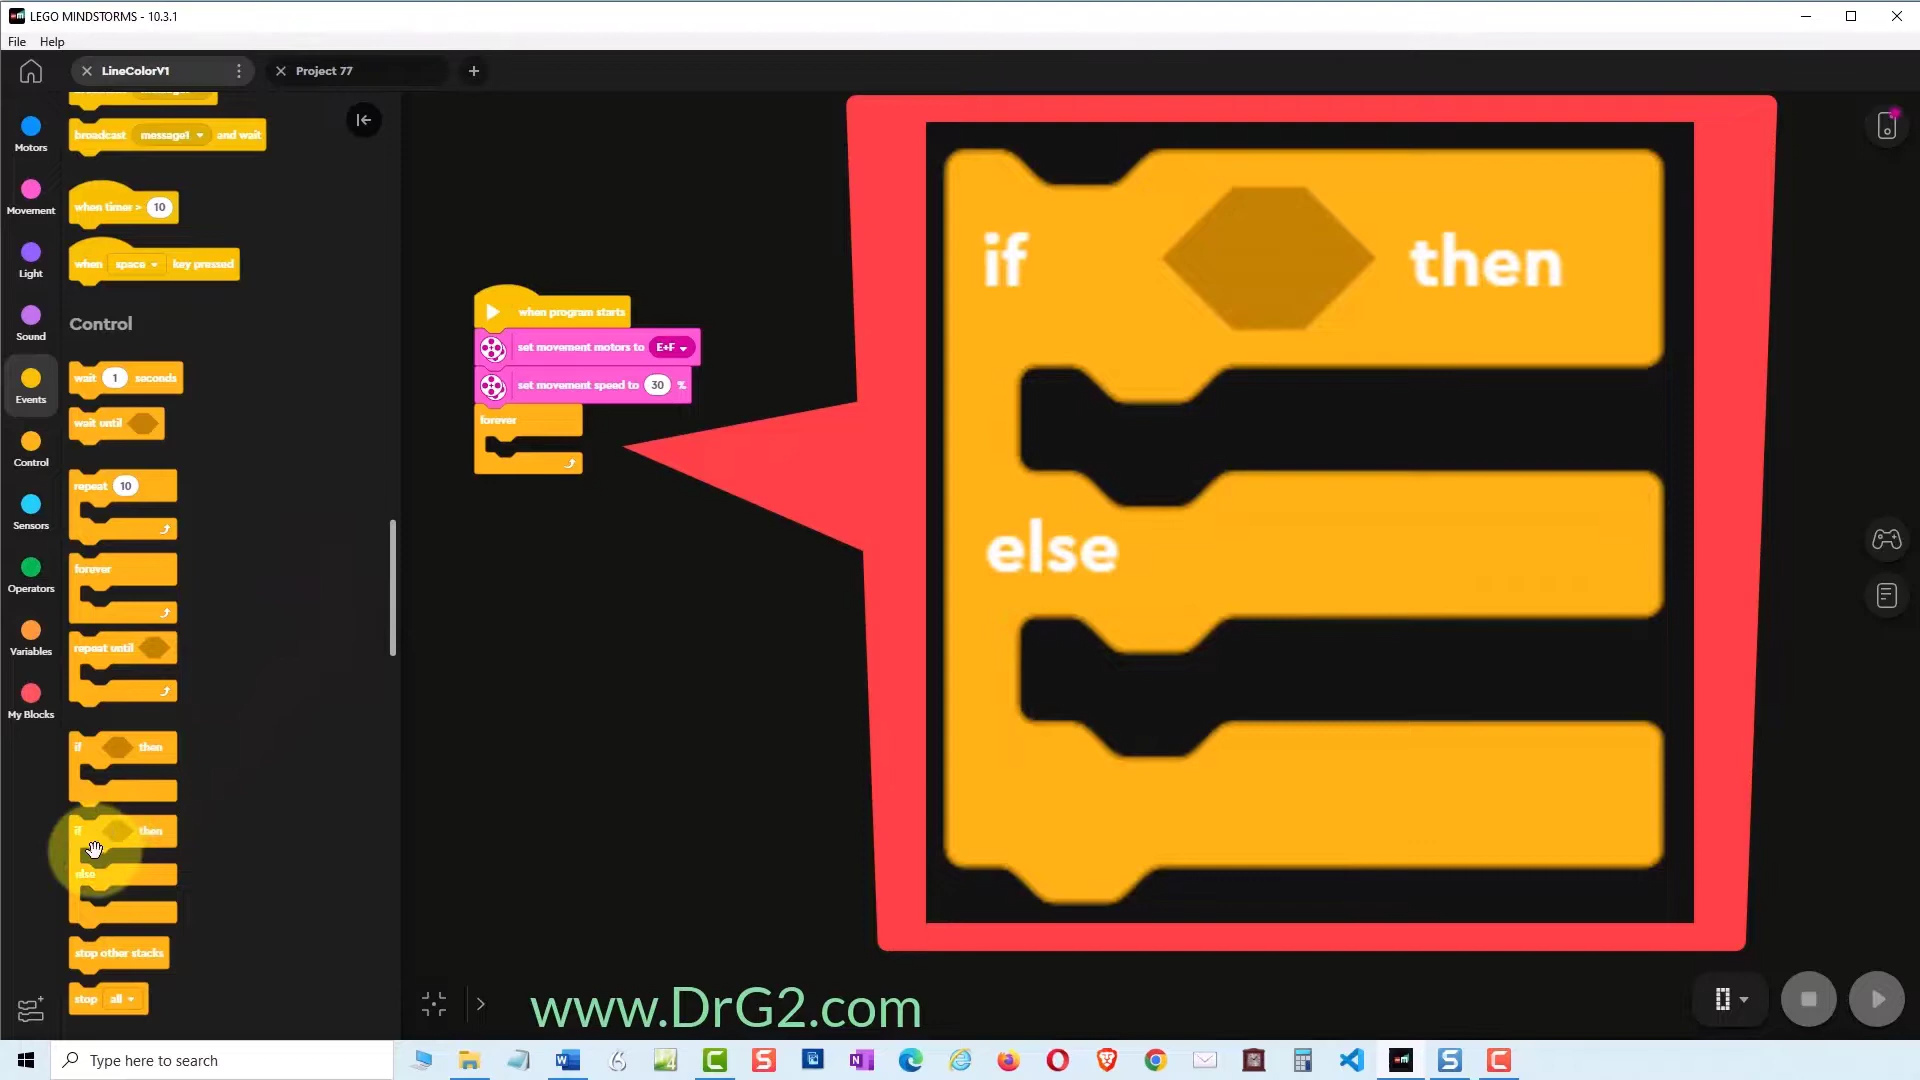 LEGO MINDSTORMS - 10.3.1
File Help
LineColorV1
Project 77
Motors
Movement
Light
Sound
Events
Control
Sensors
Operators
Variables
My Blocks
broadcast message1 and wait
when timer > 10
when space key pressed
Control
wait 1 seconds
wait until
repeat 10
forever
repeat until
if then
if then
else
stop other stacks
stop all
when program starts
set movement motors to E+F
set movement speed to 30 %
forever
if then
else
www.DrG2.com
Type here to search